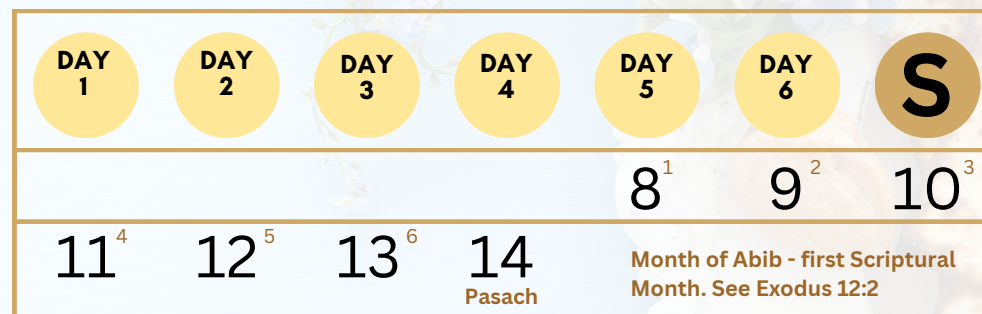 DAY 1 DAY 2 DAY 3 DAY 4 DAY 5 DAY 6 S
8 1 9 2 10 3
11 4 12 5 13 6 14
Pasach
Month of Abib - first Scriptural
Month. See Exodus 12:2